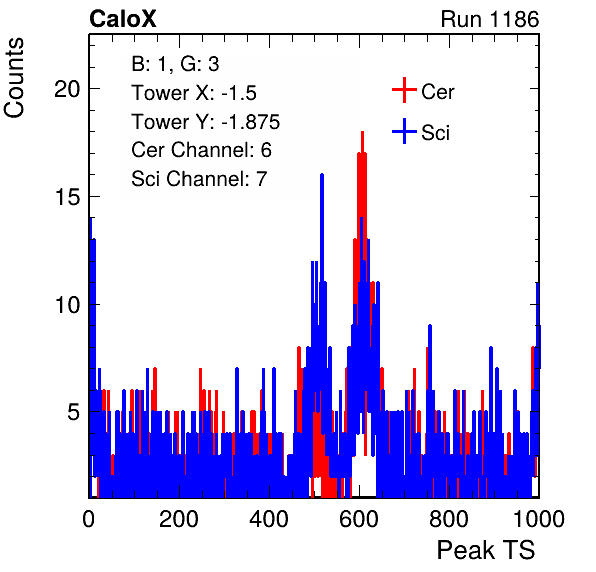 CaloX Run 1186
Counts
B: 1, G: 3
Tower X: -1.5
Tower Y: -1.875
Cer Channel: 6
Sci Channel: 7
Cer
Sci
20
15
10
5
0 200 400 600 800 1000
Peak TS